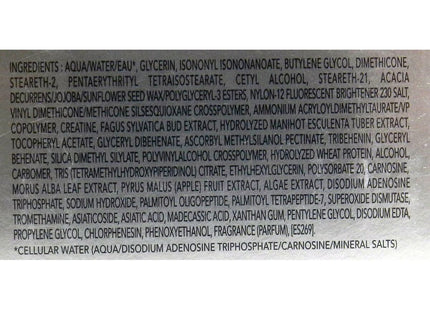 INGREDIENTS : AQUA/WATER/EAU*, GLYCERIN, ISONONYL ISONONANOATE, BUTYLENE GLYCOL, DIMETHICONE,
STEARETH-2, PENTAERYTHRITYL TETRAISOSTEARATE, CETYL ALCOHOL, STEARETH-21, ACACIA
DECURRENS/JOJOBA/SUNFLOWER SEED WAX/POLYGLYCERYL-3 ESTERS, NYLON-12 FLUORESCENT BRIGHTENER 230 SALT,
VINYL DIMETHICONE/METHICONE SILSESQUIOXANE CROSSPOLYMER, AMMONIUM ACRYLOYLDIMETHYLTAURATE/VP
COPOLYMER, CREATINE, FAGUS SYLVATICA BUD EXTRACT, HYDROLYZED MANIHOT ESCULENTA TUBER EXTRACT,
TOCOPHERYL ACETATE, GLYCERYL DIBEHENATE, ASCORBYL METHYLSILANOL PECTINATE, TRIBEHENIN, GLYCERYL
BEHENATE, SILICA DIMETHYL SILYLATE, POLYVINYLALCOHOL CROSSPOLYMER, HYDROLYZED WHEAT PROTEIN, ALCOHOL,
CARBOMER, TRIS (TETRAMETHYLHYDROXYPIPERIDINOL) CITRATE, ETHYLHEXYLGLYCERIN, POLYSORBATE 20, CARNOSINE,
MORUS ALBA LEAF EXTRACT, PYRUS MALUS (APPLE) FRUIT EXTRACT, ALGAE EXTRACT, DISODIUM ADENOSINE
TRIPHOSPHATE, SODIUM HYDROXIDE, PALMITOYL OLIGOPEPTIDE, PALMITOYL TETRAPEPTIDE-7, SUPEROXIDE DISMUTASE,
TROMETHAMINE, ASIATICOSIDE, ASIATIC ACID, MADECASSIC ACID, XANTHAN GUM, PENTYLENE GLYCOL, DISODIUM EDTA,
PROPYLENE GLYCOL, CHLORPHENESIN, PHENOXYETHANOL, FRAGRANCE (PARFUM), [ES269].
*CELLULAR WATER (AQUA/DISODIUM ADENOSINE TRIPHOSPHATE/CARNOSINE/MINERAL SALTS)